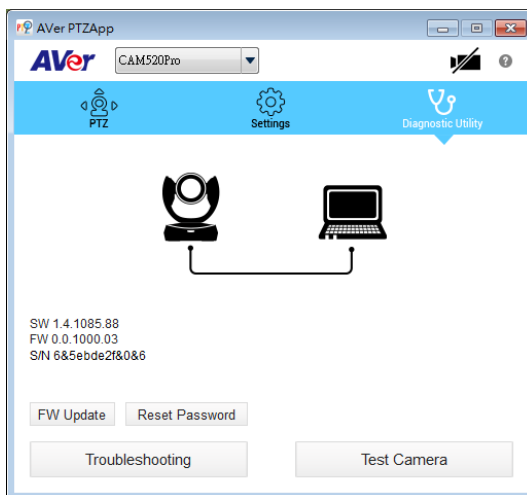 AVer PTZApp
AVer CAM520Pro
PTZ Settings Diagnostic Utility
SW 1.4.1085.88
FW 0.0.1000.03
S/N 6&5ebde2f&0&6
FW Update Reset Password
Troubleshooting Test Camera